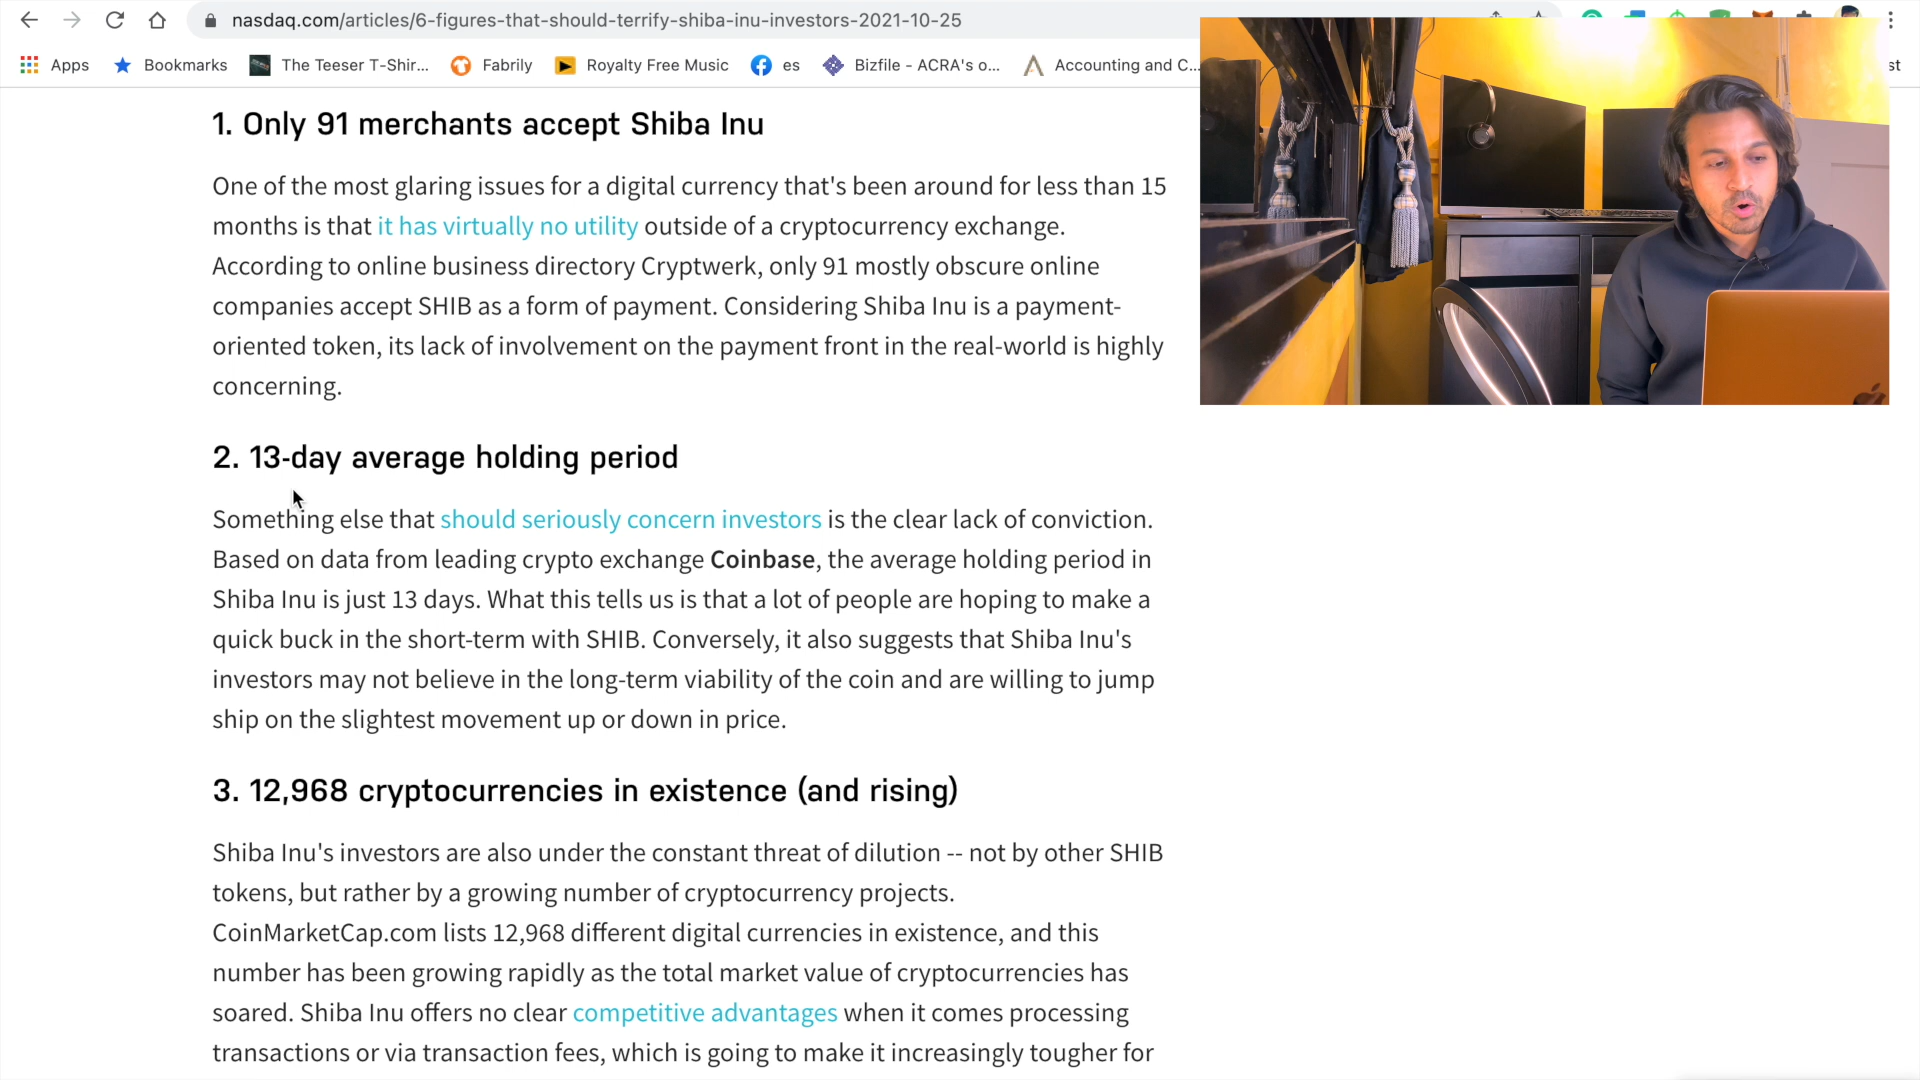 nasdaq.com/articles/6-figures-that-should-terrify-shiba-inu-investors-2021-10-25
Apps Bookmarks The Teeser T-Shir... Fabrily Royalty Free Music es Bizfile - ACRA's o... Accounting and C... st
1. Only 91 merchants accept Shiba Inu
One of the most glaring issues for a digital currency that's been around for less than 15
months is that it has virtually no utility outside of a cryptocurrency exchange.
According to online business directory Cryptwerk, only 91 mostly obscure online
companies accept SHIB as a form of payment. Considering Shiba Inu is a payment-
oriented token, its lack of involvement on the payment front in the real-world is highly
concerning.
2. 13-day average holding period
Something else that should seriously concern investors is the clear lack of conviction.
Based on data from leading crypto exchange Coinbase, the average holding period in
Shiba Inu is just 13 days. What this tells us is that a lot of people are hoping to make a
quick buck in the short-term with SHIB. Conversely, it also suggests that Shiba Inu's
investors may not believe in the long-term viability of the coin and are willing to jump
ship on the slightest movement up or down in price.
3. 12,968 cryptocurrencies in existence (and rising)
Shiba Inu's investors are also under the constant threat of dilution -- not by other SHIB
tokens, but rather by a growing number of cryptocurrency projects.
CoinMarketCap.com lists 12,968 different digital currencies in existence, and this
number has been growing rapidly as the total market value of cryptocurrencies has
soared. Shiba Inu offers no clear competitive advantages when it comes processing
transactions or via transaction fees, which is going to make it increasingly tougher for